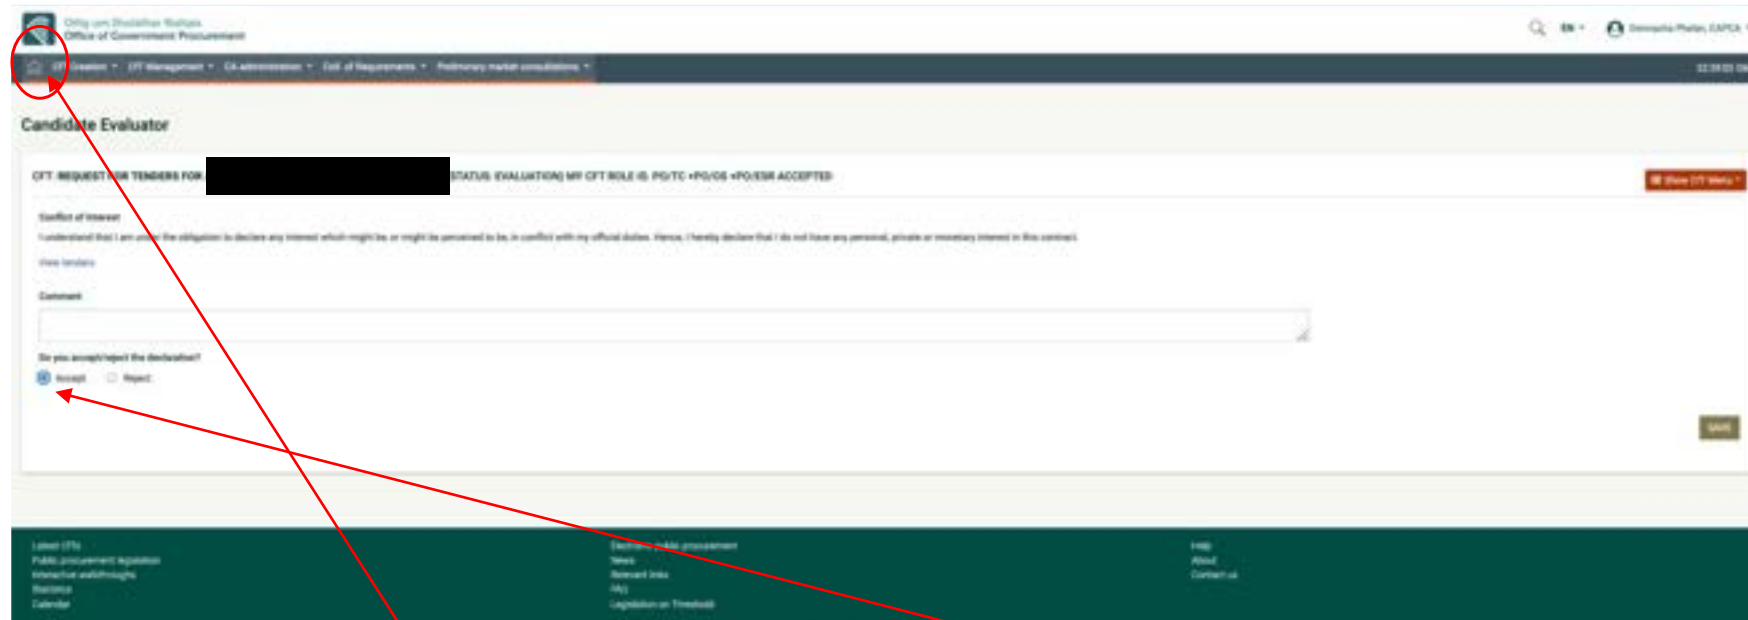 Oifig um Sholáthar Rialtais
Office of Government Procurement
EN
CfT Creation CfT Management CA administration Call of Requirements Preliminary market consultations
Candidate Evaluator
CFT: REQUEST FOR TENDERS FOR STATUS: EVALUATION) MY CFT ROLE IS: PO/TC +PO/OS +PO/ESR ACCEPTED
Show CfT Menu
Conflict of Interest
I understand that I am under the obligation to declare any interest which might be, or might be perceived to be, in conflict with my official duties. Hence, I hereby declare that I do not have any personal, private or monetary interest in this contract.
View tenders
Comment
Do you accept/reject the declaration?
Accept Reject
SAVE
Latest CfTs
Public procurement legislation
Interactive walkthroughs
Statistics
Calendar
Electronic public procurement
News
Relevant links
FAQ
Legislation on Threshold
Help
About
Contact us